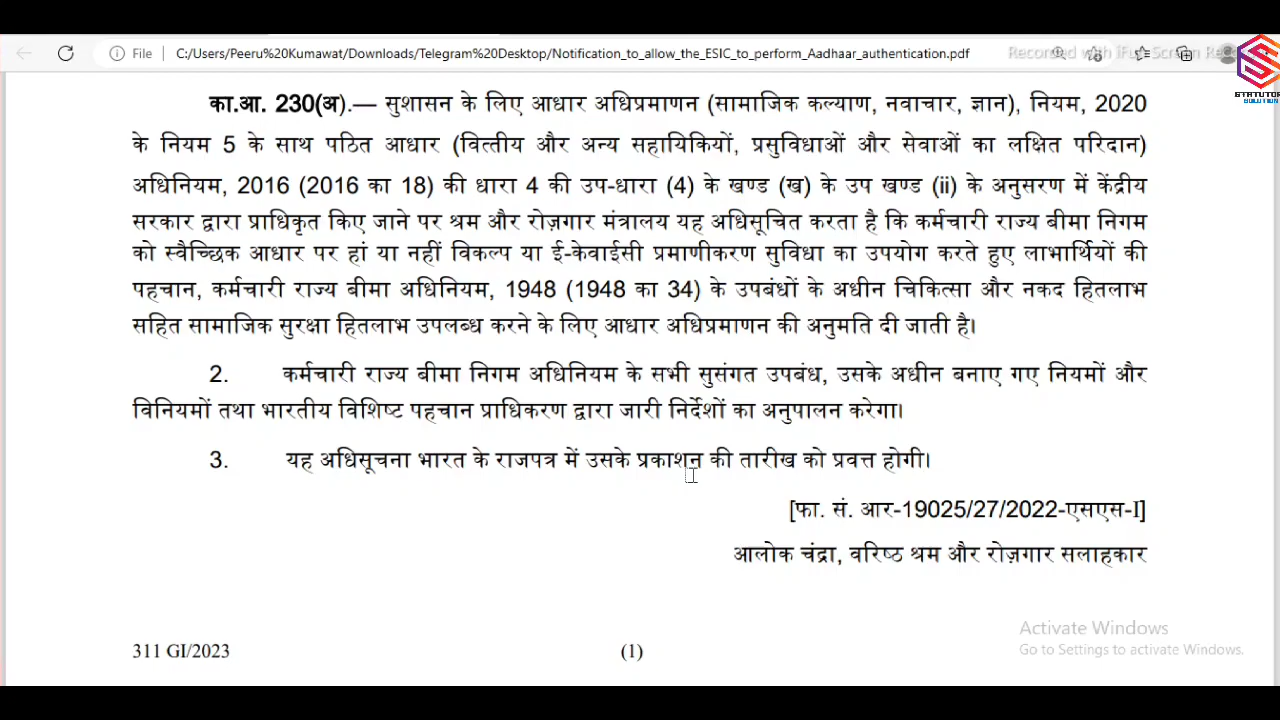 File
C:/Users/Peeru%20Kumawat/Downloads/Telegram%20Desktop/Notification_to_allow_the_ESIC_to_perform_Aadhaar_authentication.pdf
Recorded with iFun Screen
STATUTORY
SOLUTION
का.आ. 230(अ).— सुशासन के लिए आधार अधिप्रमाणन (सामाजिक कल्याण, नवाचार, ज्ञान), नियम, 2020
के नियम 5 के साथ पठित आधार (वित्तीय और अन्य सहायिकियों, प्रसुविधाओं और सेवाओं का लक्षित परिदान)
अधिनियम, 2016 (2016 का 18) की धारा 4 की उप-धारा (4) के खण्ड (ख) के उप खण्ड (ii) के अनुसरण में केंद्रीय
सरकार द्वारा प्राधिकृत किए जाने पर श्रम और रोज़गार मंत्रालय यह अधिसूचित करता है कि कर्मचारी राज्य बीमा निगम
को स्वैच्छिक आधार पर हां या नहीं विकल्प या ई-केवाईसी प्रमाणीकरण सुविधा का उपयोग करते हुए लाभार्थियों की
पहचान, कर्मचारी राज्य बीमा अधिनियम, 1948 (1948 का 34) के उपबंधों के अधीन चिकित्सा और नकद हितलाभ
सहित सामाजिक सुरक्षा हितलाभ उपलब्ध करने के लिए आधार अधिप्रमाणन की अनुमति दी जाती है।
2. कर्मचारी राज्य बीमा निगम अधिनियम के सभी सुसंगत उपबंध, उसके अधीन बनाए गए नियमों और
विनियमों तथा भारतीय विशिष्ट पहचान प्राधिकरण द्वारा जारी निर्देशों का अनुपालन करेगा।
3. यह अधिसूचना भारत के राजपत्र में उसके प्रकाशन की तारीख को प्रवत्त होगी।
[फा. सं. आर-19025/27/2022-एसएस-I]
आलोक चंद्रा, वरिष्ठ श्रम और रोज़गार सलाहकार
311 GI/2023
(1)
Activate Windows
Go to Settings to activate Windows.